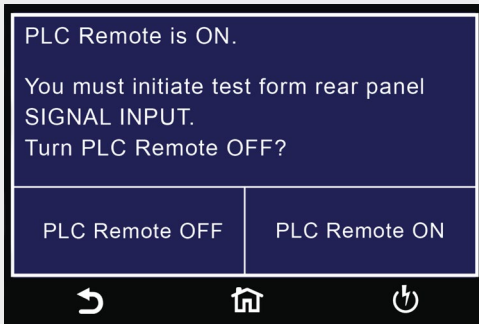 PLC Remote is ON.
You must initiate test form rear panel
SIGNAL INPUT.
Turn PLC Remote OFF?
PLC Remote OFF
PLC Remote ON